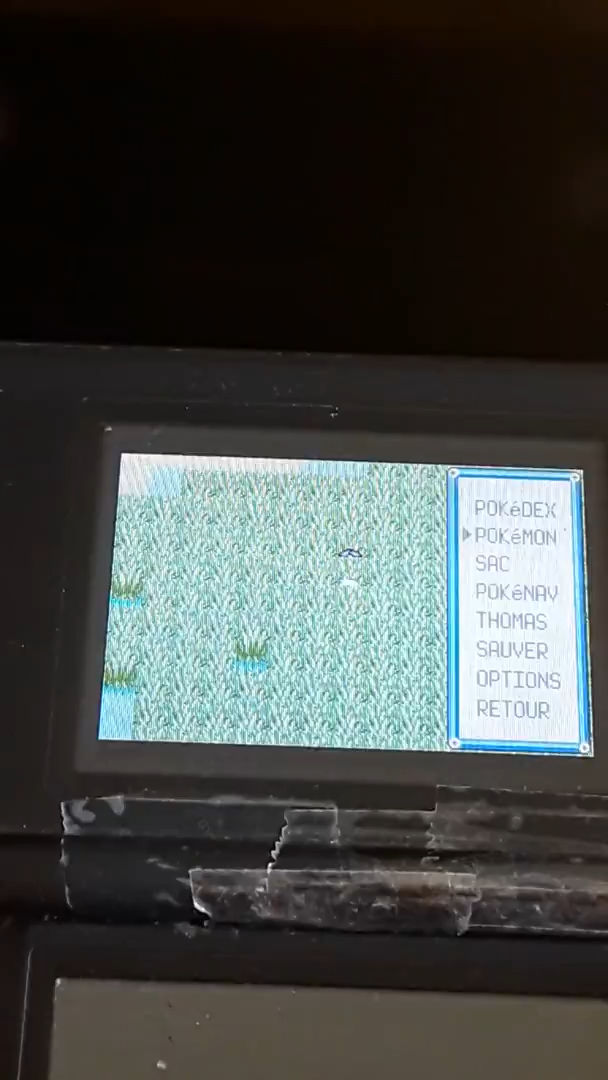 POKéDEX
POKéMON
SAC
POKéNAV
THOMAS
SAUVER
OPTIONS
RETOUR